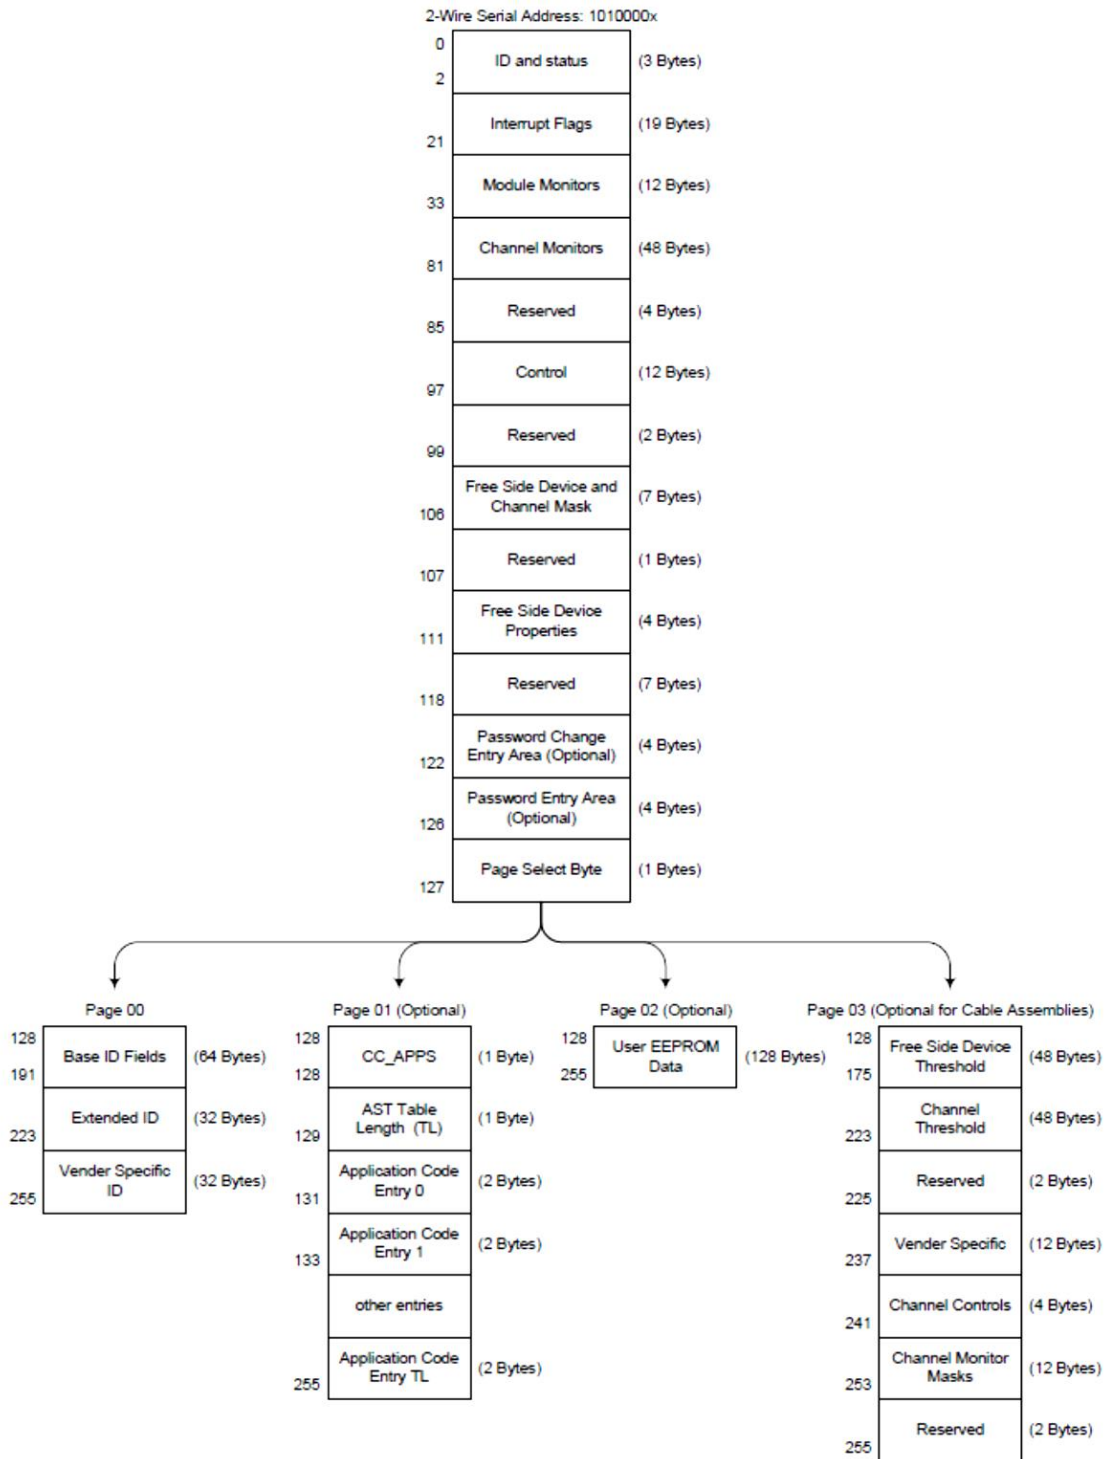 2-Wire Serial Address: 1010000x
0
ID and status (3 Bytes)
2
Interrupt Flags (19 Bytes)
21
Module Monitors (12 Bytes)
33
Channel Monitors (48 Bytes)
81
Reserved (4 Bytes)
85
Control (12 Bytes)
97
Reserved (2 Bytes)
99
Free Side Device and
Channel Mask
(7 Bytes)
106
Reserved (1 Bytes)
107
Free Side Device
Properties
(4 Bytes)
111
Reserved (7 Bytes)
118
Password Change
Entry Area (Optional)
(4 Bytes)
122
Password Entry Area
(Optional)
(4 Bytes)
126
Page Select Byte (1 Bytes)
127
Page 00
128
Base ID Fields (64 Bytes)
191
Extended ID (32 Bytes)
223
Vender Specific
ID
(32 Bytes)
255
Page 01 (Optional)
128
CC_APPS (1 Byte)
128
AST Table
Length (TL)
(1 Byte)
129
Application Code
Entry 0
(2 Bytes)
131
Application Code
Entry 1
(2 Bytes)
133
other entries
Application Code
Entry TL
(2 Bytes)
255
Page 02 (Optional)
128
User EEPROM
Data
(128 Bytes)
255
Page 03 (Optional for Cable Assemblies)
128
Free Side Device
Threshold
(48 Bytes)
175
Channel
Threshold
(48 Bytes)
223
Reserved (2 Bytes)
225
Vender Specific (12 Bytes)
237
Channel Controls (4 Bytes)
241
Channel Monitor
Masks
(12 Bytes)
253
Reserved (2 Bytes)
255